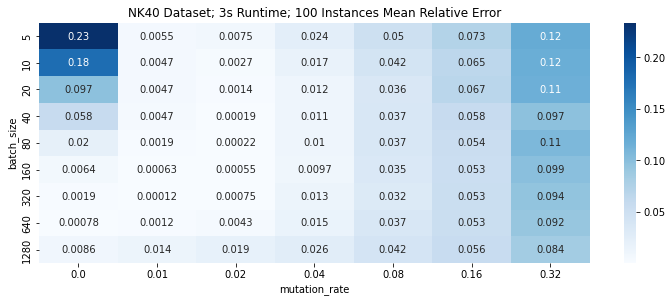 NK40 Dataset; 3s Runtime; 100 Instances Mean Relative Error
batch_size
5 0.23 0.0055 0.0075 0.024 0.05 0.073 0.12
10 0.18 0.0047 0.0027 0.017 0.042 0.065 0.12
20 0.097 0.0047 0.0014 0.012 0.036 0.067 0.11
40 0.058 0.0047 0.00019 0.011 0.037 0.058 0.097
80 0.02 0.0019 0.00022 0.01 0.037 0.054 0.11
160 0.0064 0.00063 0.00055 0.0097 0.035 0.053 0.099
320 0.0019 0.00012 0.00075 0.013 0.032 0.053 0.094
640 0.00078 0.0012 0.0043 0.015 0.037 0.053 0.092
1280 0.0086 0.014 0.019 0.026 0.042 0.056 0.084
0.0 0.01 0.02 0.04 0.08 0.16 0.32
mutation_rate
0.20
0.15
0.10
0.05